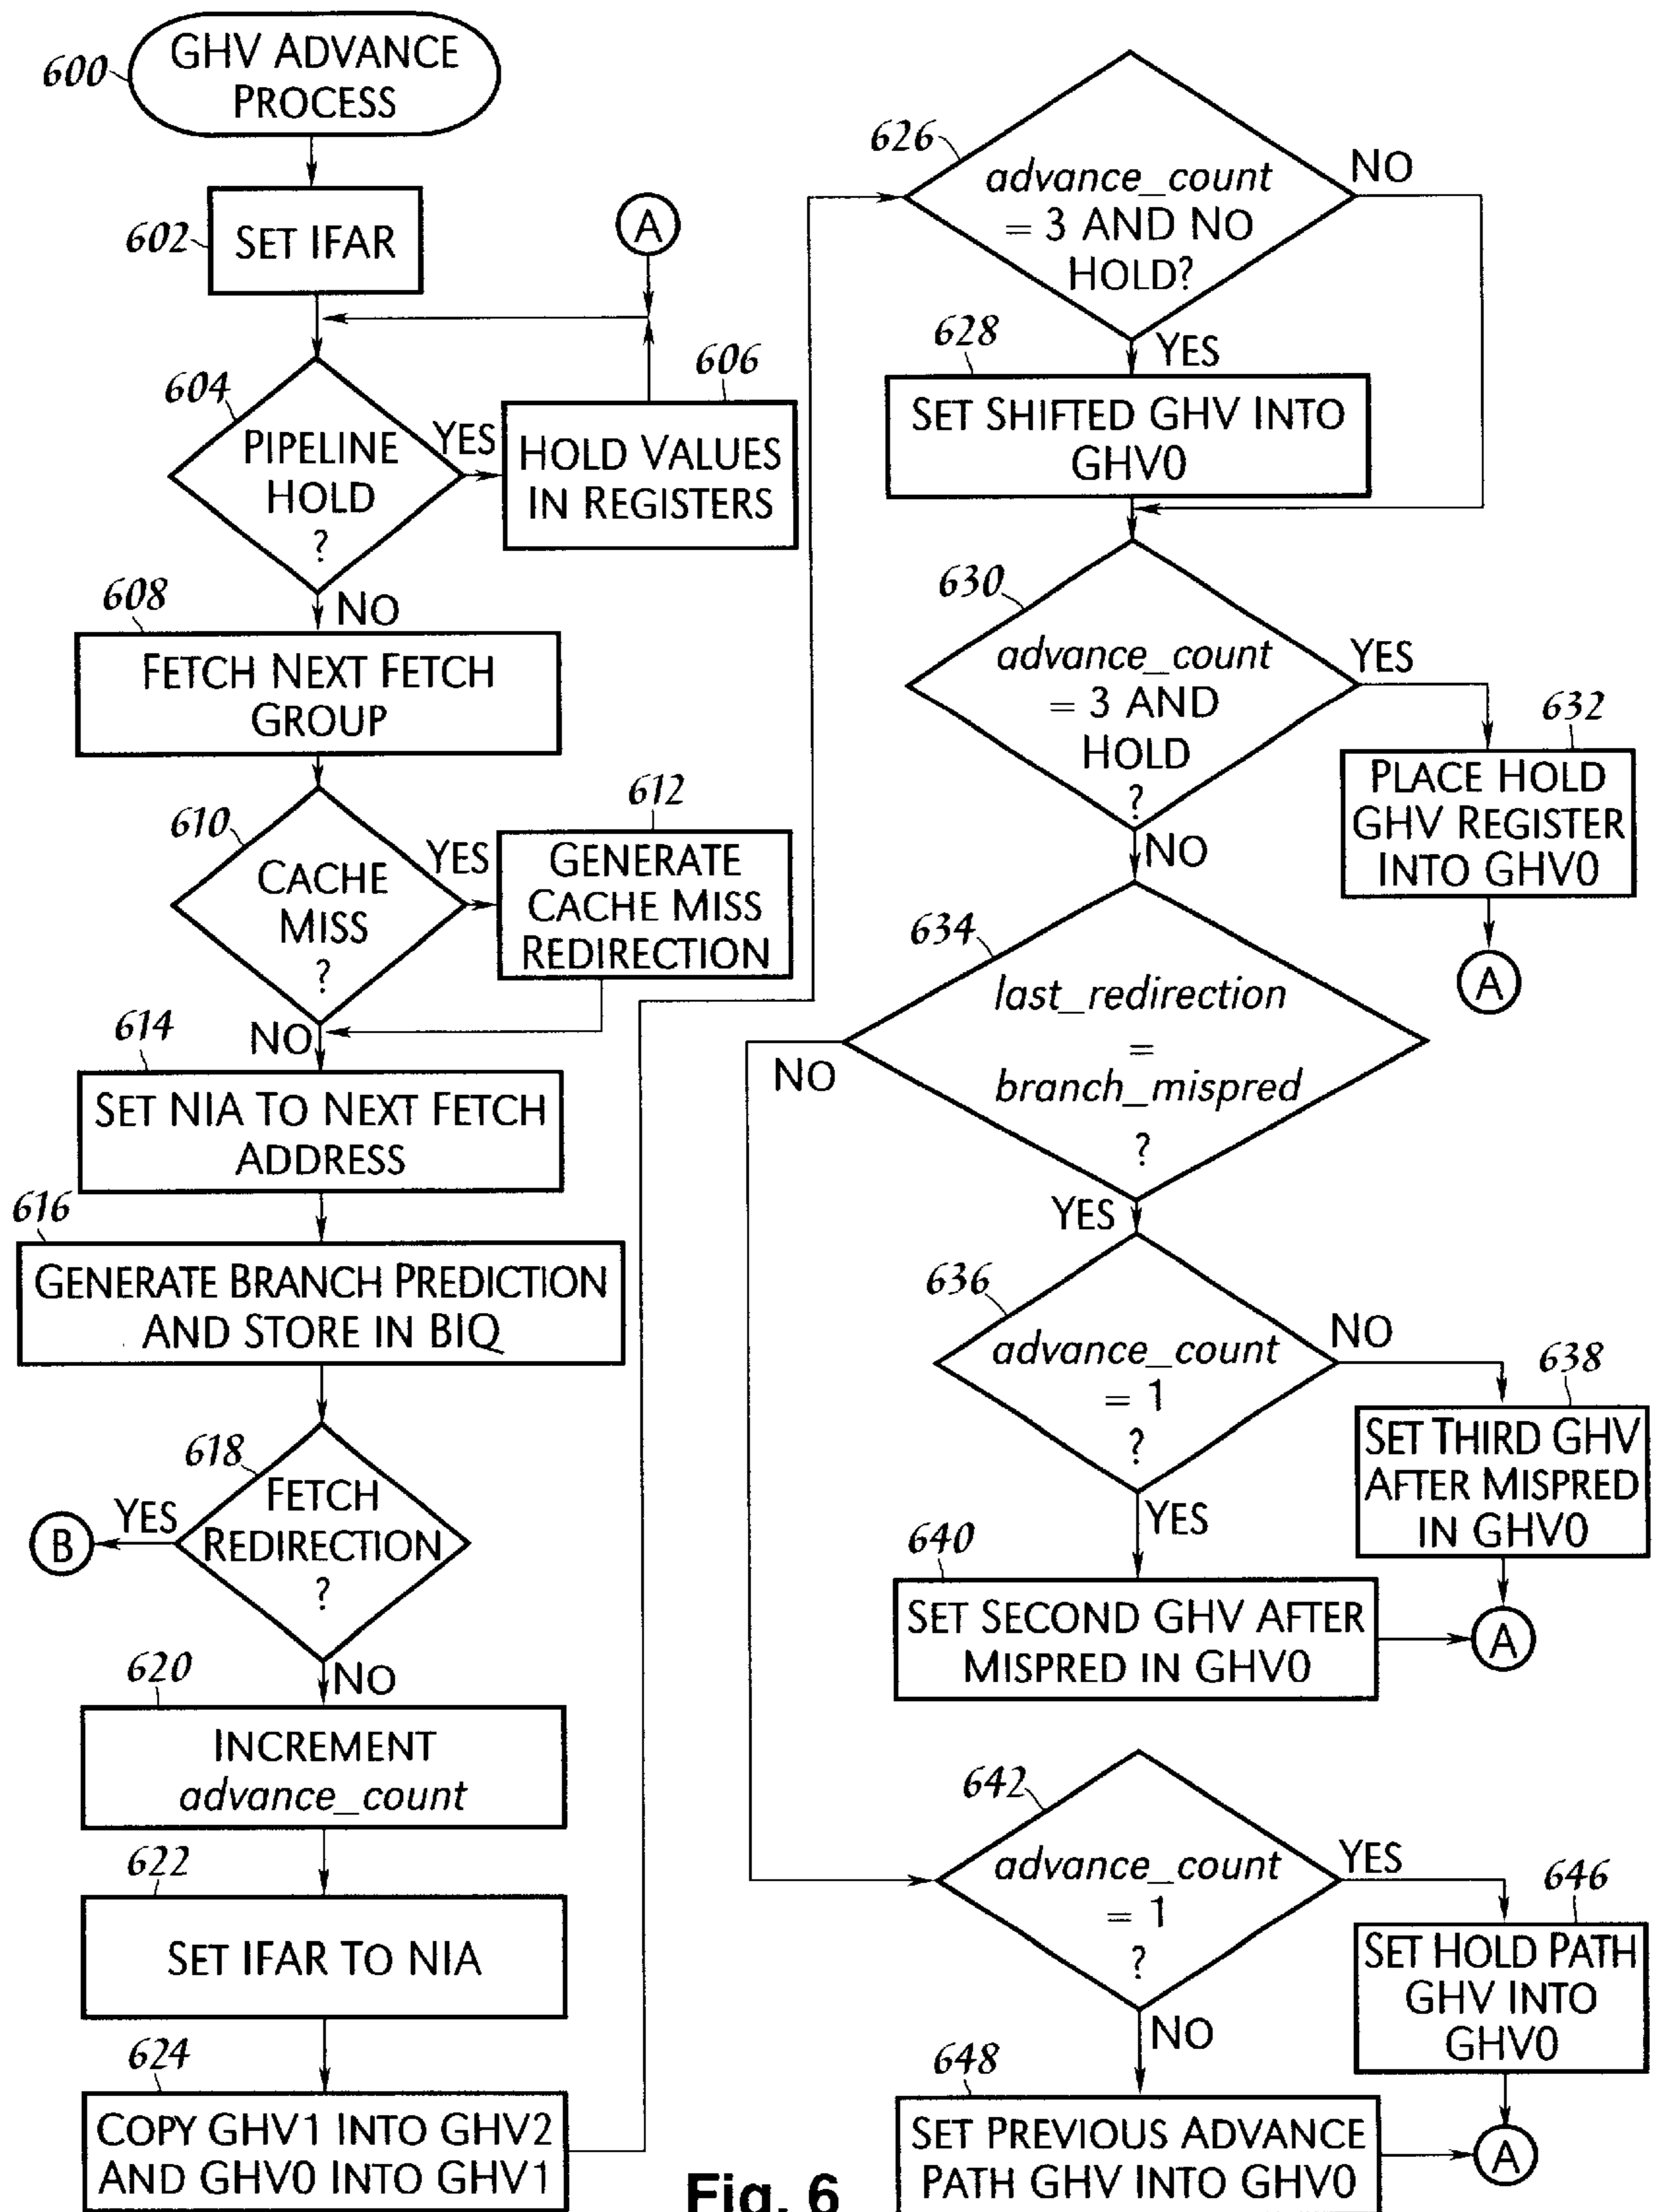 600
GHV ADVANCE
PROCESS
602
SET IFAR
A
604
PIPELINE
HOLD
?
YES
606
HOLD VALUES
IN REGISTERS
NO
608
FETCH NEXT FETCH
GROUP
610
CACHE
MISS
?
YES
612
GENERATE
CACHE MISS
REDIRECTION
NO
614
SET NIA TO NEXT FETCH
ADDRESS
616
GENERATE BRANCH PREDICTION
AND STORE IN BIQ
618
FETCH
REDIRECTION
?
YES
B
NO
620
INCREMENT
advance_count
622
SET IFAR TO NIA
624
COPY GHV1 INTO GHV2
AND GHV0 INTO GHV1
626
advance_count
= 3 AND NO
HOLD?
NO
YES
628
SET SHIFTED GHV INTO
GHV0
630
advance_count
= 3 AND
HOLD
?
YES
632
PLACE HOLD
GHV REGISTER
INTO GHV0
A
NO
634
last_redirection
=
branch_mispred
?
NO
YES
636
advance_count
= 1
?
NO
638
SET THIRD GHV
AFTER MISPRED
IN GHV0
A
YES
640
SET SECOND GHV AFTER
MISPRED IN GHV0
642
advance_count
= 1
?
YES
646
SET HOLD PATH
GHV INTO
GHV0
A
NO
648
SET PREVIOUS ADVANCE
PATH GHV INTO GHV0
Fig. 6